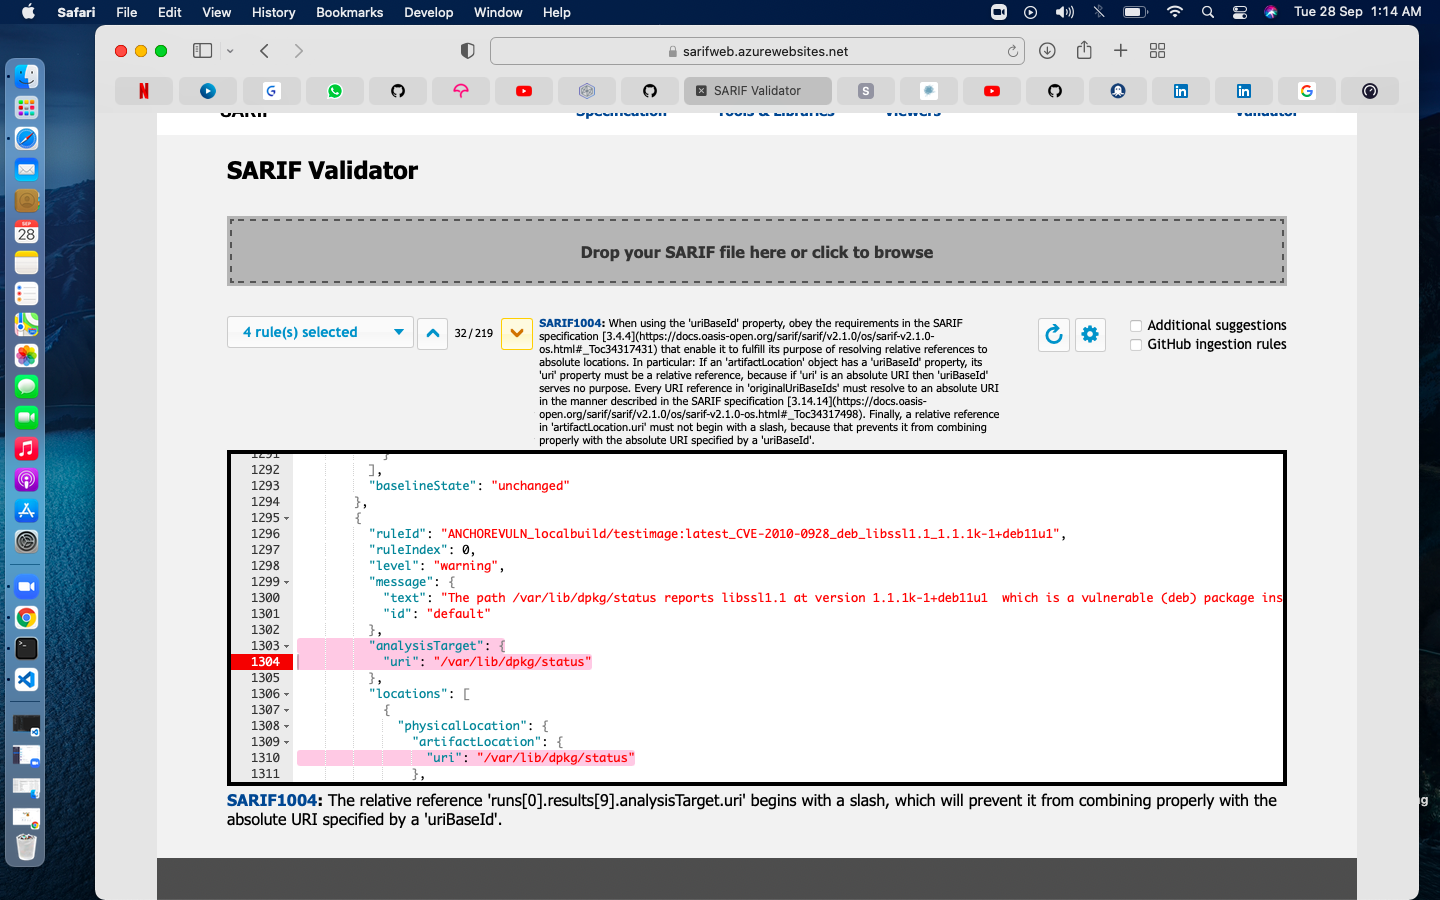 Safari File Edit View History Bookmarks Develop Window Help Tue 28 Sep 1:14 AM
sarifweb.azurewebsites.net
SARIF Validator
SARIF Specification Tools & Libraries Viewers Validator
SARIF Validator
Drop your SARIF file here or click to browse
4 rule(s) selected
32/219
SARIF1004: When using the 'uriBaseId' property, obey the requirements in the SARIF
specification [3.4.4](https://docs.oasis-open.org/sarif/sarif/v2.1.0/os/sarif-v2.1.0-
os.html#_Toc34317431) that enable it to fulfill its purpose of resolving relative references to
absolute locations. In particular: If an 'artifactLocation' object has a 'uriBaseId' property, its
'uri' property must be a relative reference, because if 'uri' is an absolute URI then 'uriBaseId'
serves no purpose. Every URI reference in 'originalUriBaseIds' must resolve to an absolute URI
in the manner described in the SARIF specification [3.14.14](https://docs.oasis-
open.org/sarif/sarif/v2.1.0/os/sarif-v2.1.0-os.html#_Toc34317498). Finally, a relative reference
in 'artifactLocation.uri' must not begin with a slash, because that prevents it from combining
properly with the absolute URI specified by a 'uriBaseId'.
Additional suggestions
GitHub ingestion rules
1291 }
1292 ],
1293 "baselineState": "unchanged"
1294 },
1295 {
1296 "ruleId": "ANCHOREVULN_localbuild/testimage:latest_CVE-2010-0928_deb_libssl1.1_1.1.1k-1+deb11u1",
1297 "ruleIndex": 0,
1298 "level": "warning",
1299 "message": {
1300 "text": "The path /var/lib/dpkg/status reports libssl1.1 at version 1.1.1k-1+deb11u1  which is a vulnerable (deb) package ins
1301 "id": "default"
1302 },
1303 "analysisTarget": {
1304 "uri": "/var/lib/dpkg/status"
1305 },
1306 "locations": [
1307 {
1308 "physicalLocation": {
1309 "artifactLocation": {
1310 "uri": "/var/lib/dpkg/status"
1311 },
SARIF1004: The relative reference 'runs[0].results[9].analysisTarget.uri' begins with a slash, which will prevent it from combining properly with the
absolute URI specified by a 'uriBaseId'.
SEP
28